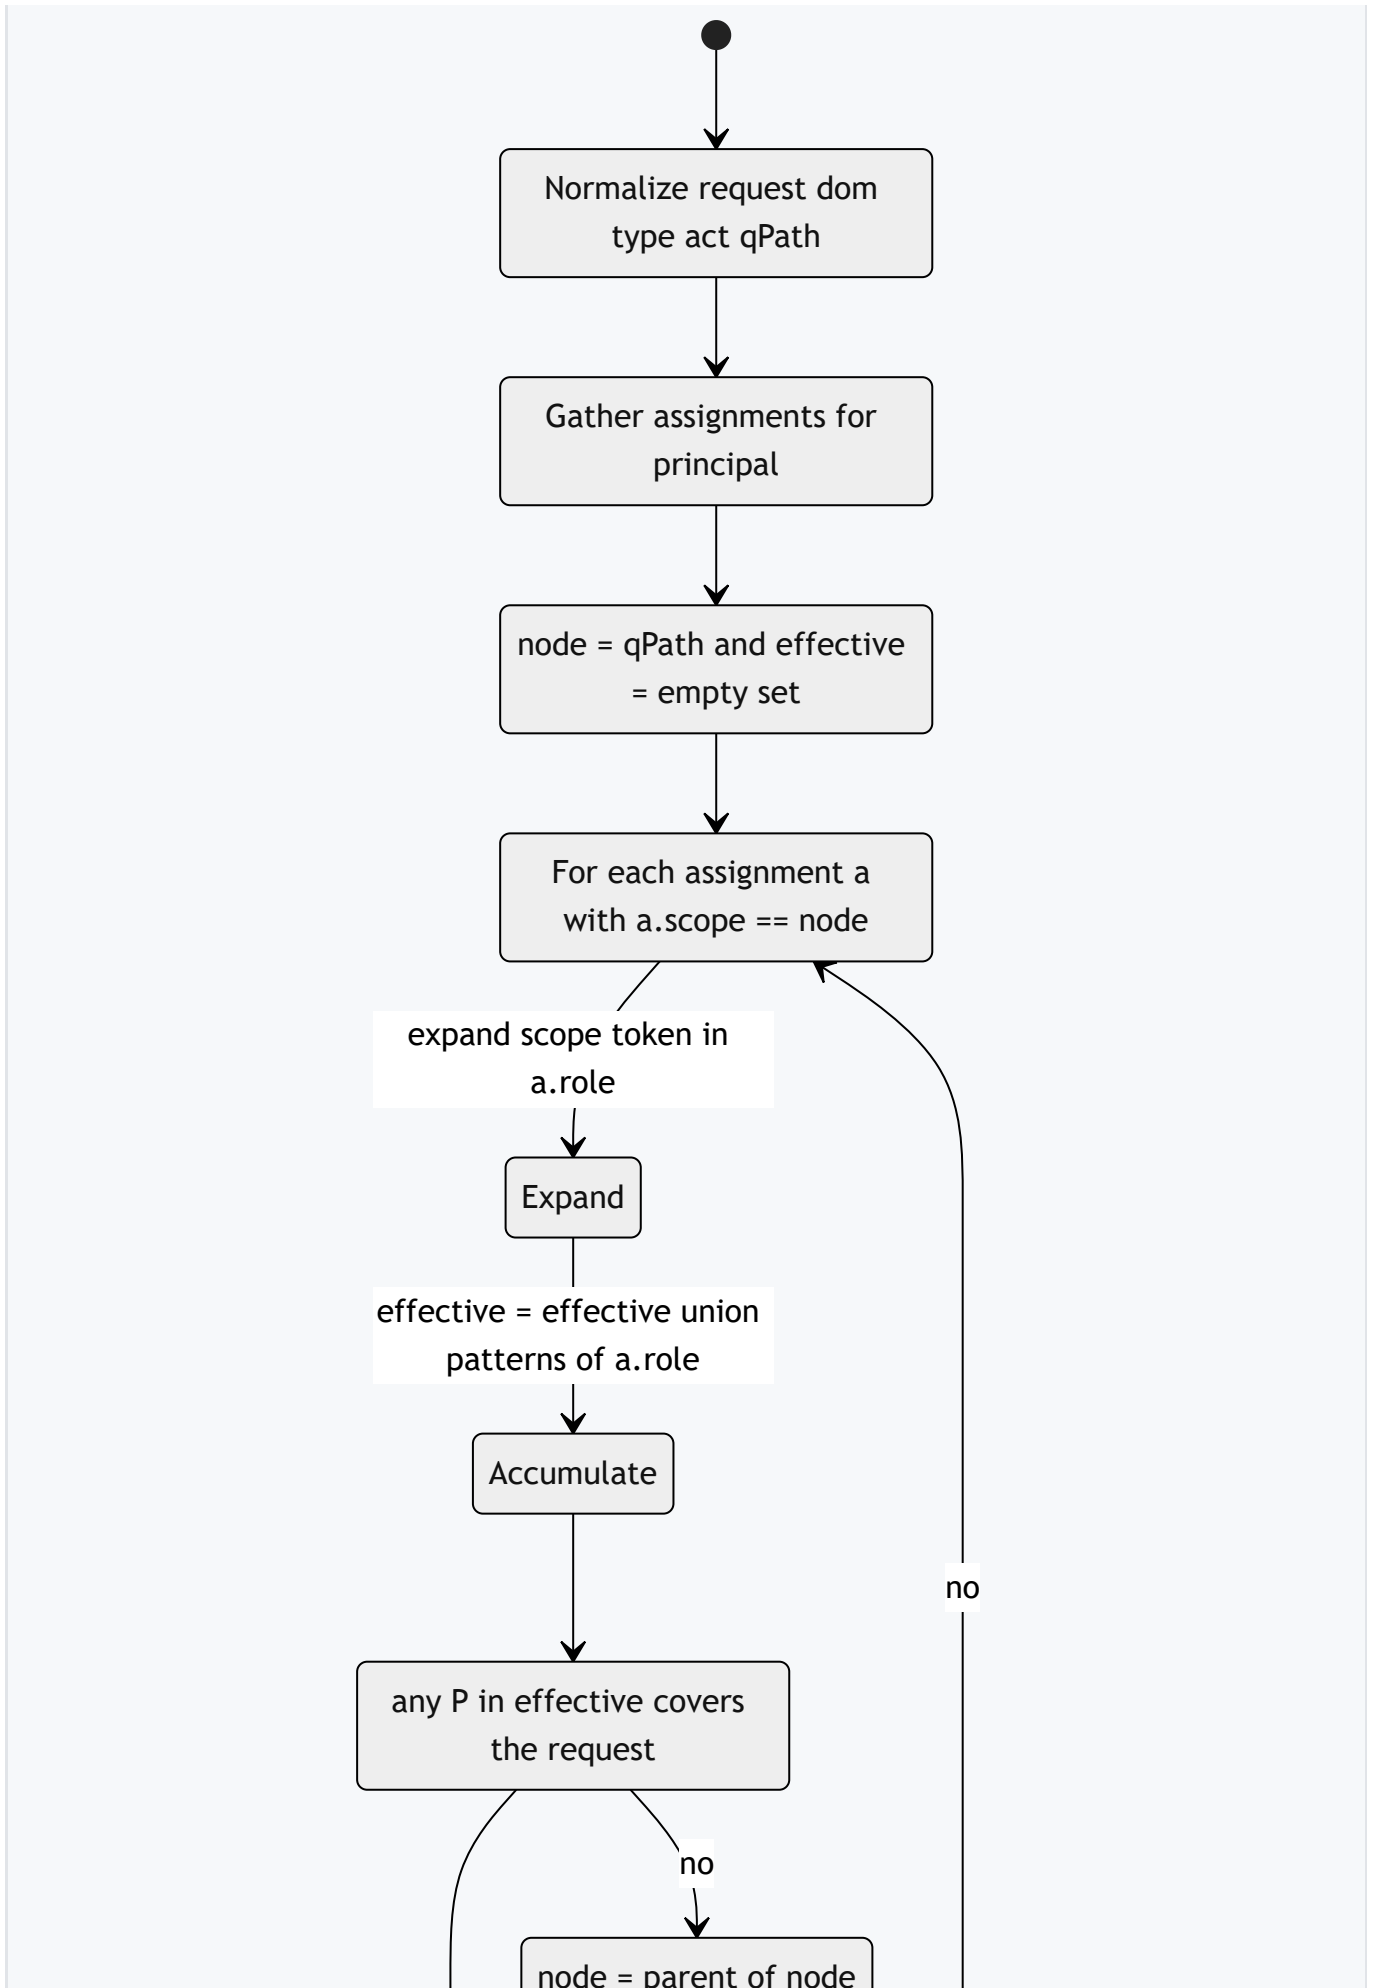 Normalize request dom
type act qPath
Gather assignments for
principal
node = qPath and effective
= empty set
For each assignment a
with a.scope == node
expand scope token in
a.role
Expand
effective = effective union
patterns of a.role
Accumulate
no
any P in effective covers
the request
no
node = parent of node